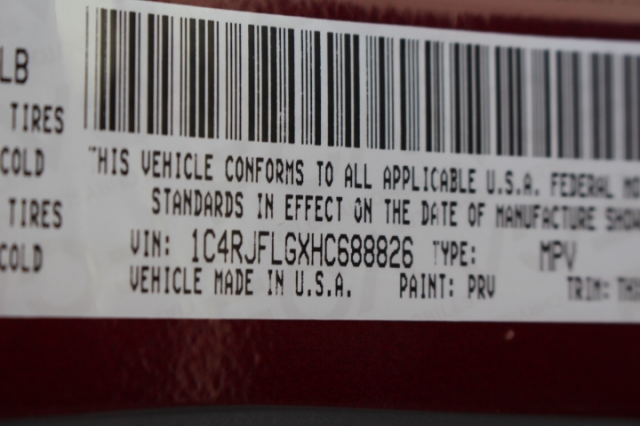 LB
TIRES
COLD
TIRES
COLD
THIS VEHICLE CONFORMS TO ALL APPLICABLE U.S.A. FEDERAL
STANDARDS IN EFFECT ON THE DATE OF MANUFACTURE
VIN: 1C4RJFLGXHC688826 TYPE: MPV
VEHICLE MADE IN U.S.A. PAINT: PRV TRIM: